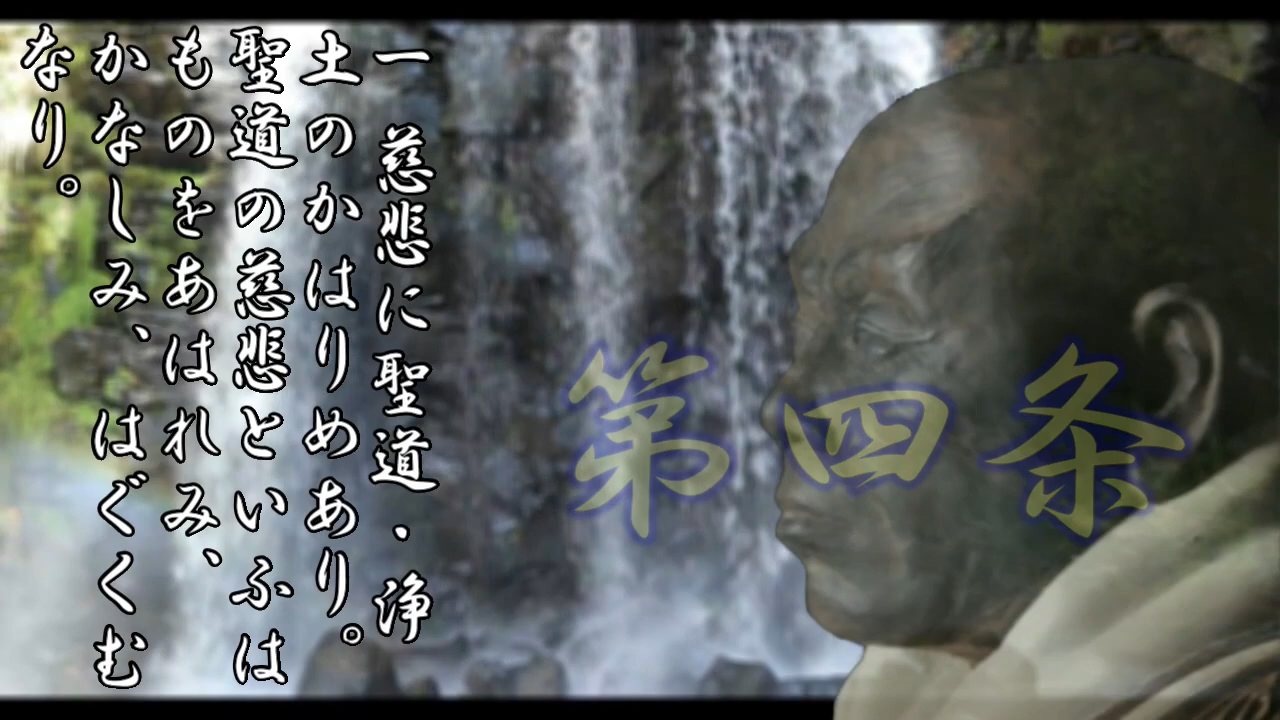 一 慈悲に聖道・浄
土のかはりめあり。
聖道の慈悲といふは
ものをあはれみ、
かなしみ、はぐくむ
なり。
第四条